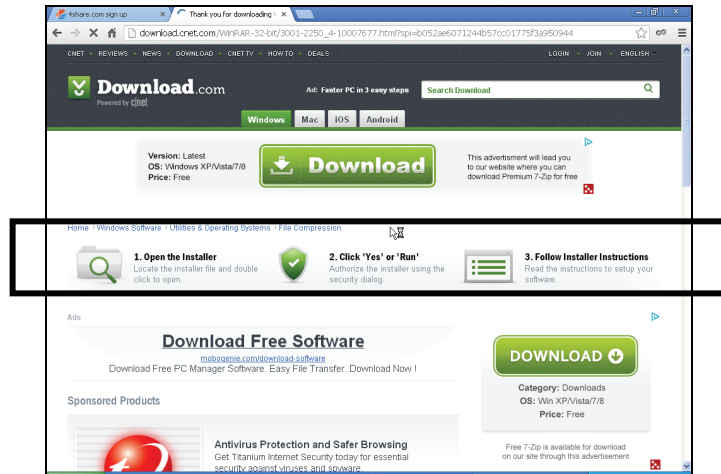 4share.com sign up
Thank you for downloading
download.cnet.com/WinRAR-32-bit/3001-2250_4-10007677.html?spi=b052ae6071244b57cc01775f3a950944
CNET REVIEWS NEWS DOWNLOAD CNET TV HOW TO DEALS LOGIN JOIN ENGLISH
Download.com
Powered by c|net
Ad: Faster PC in 3 easy steps
Search Download
Windows Mac iOS Android
Version: Latest
OS: Windows XP/Vista/7/8
Price: Free
Download
This advertisment will lead you
to our website where you can
download Premium 7-Zip for free
Home › Windows Software › Utilities & Operating Systems › File Compression
1. Open the Installer
Locate the installer file and double
click to open.
2. Click 'Yes' or 'Run'
Authorize the installer using the
security dialog.
3. Follow Installer Instructions
Read the instructions to setup your
software.
Ads
Download Free Software
mobogenie.com/download-software
Download Free PC Manager Software. Easy File Transfer. Download Now !
DOWNLOAD
Category: Downloads
OS: Win XP/Vista/7/8
Price: Free
Free 7-Zip is available for download
on our site through this advertisement
Sponsored Products
Antivirus Protection and Safer Browsing
Get Titanium Internet Security today for essential
security against viruses and spyware.